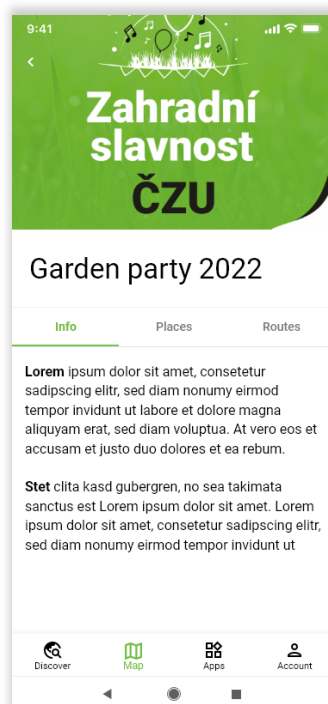 9:41
Zahradní
slavnost
ČZU
Garden party 2022
Info Places Routes
Lorem ipsum dolor sit amet, consetetur
sadipscing elitr, sed diam nonumy eirmod
tempor invidunt ut labore et dolore magna
aliquyam erat, sed diam voluptua. At vero eos et
accusam et justo duo dolores et ea rebum.
Stet clita kasd gubergren, no sea takimata
sanctus est Lorem ipsum dolor sit amet. Lorem
ipsum dolor sit amet, consetetur sadipscing elitr,
sed diam nonumy eirmod tempor invidunt ut
Discover Map Apps Account